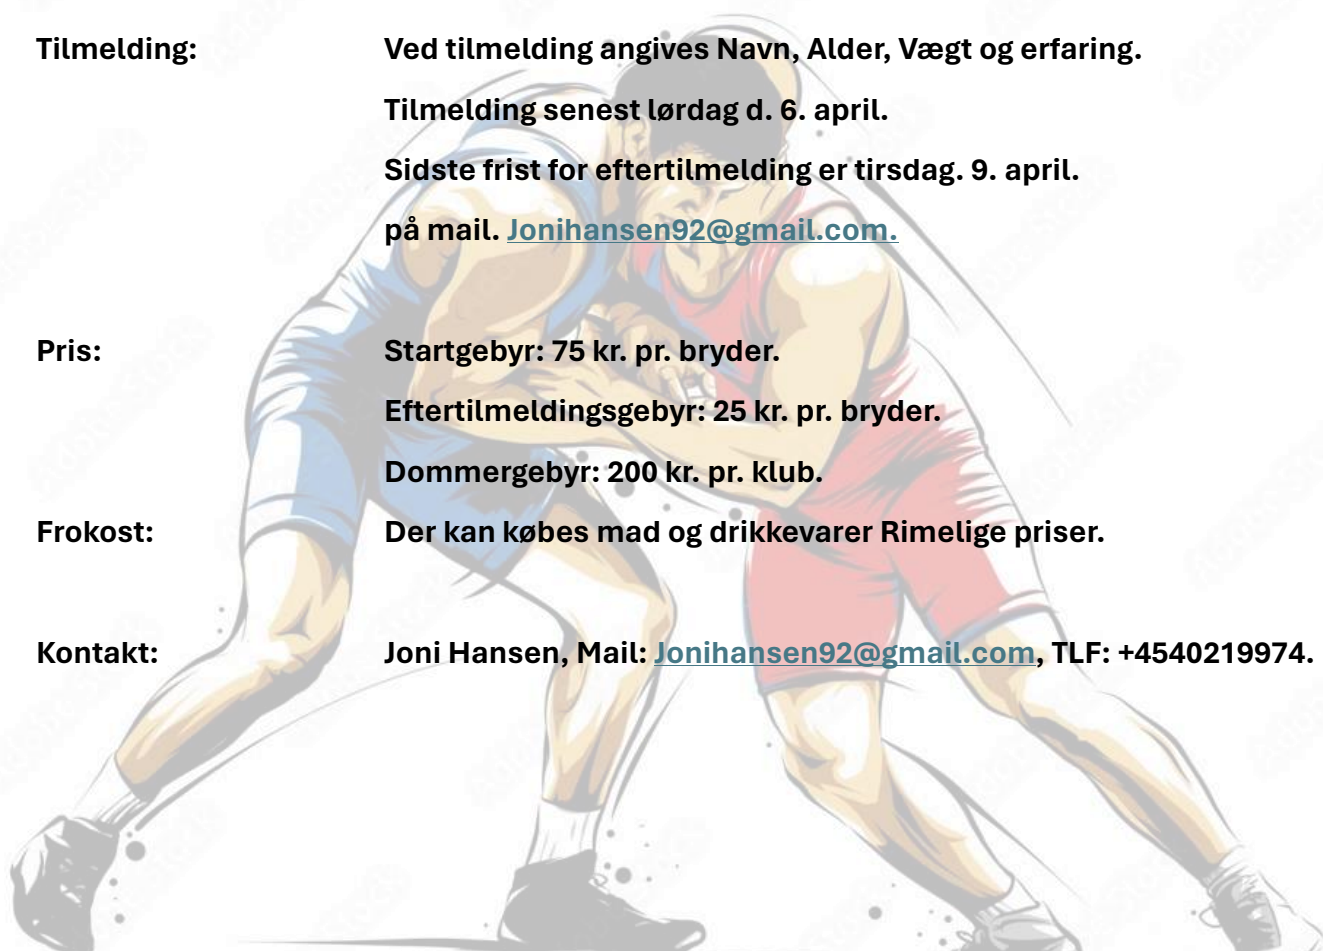 Tilmelding: Ved tilmelding angives Navn, Alder, Vægt og erfaring.
Tilmelding senest lørdag d. 6. april.
Sidste frist for eftertilmelding er tirsdag. 9. april.
på mail. Jonihansen92@gmail.com.
Pris: Startgebyr: 75 kr. pr. bryder.
Eftertilmeldingsgebyr: 25 kr. pr. bryder.
Dommergebyr: 200 kr. pr. klub.
Frokost: Der kan købes mad og drikkevarer Rimelige priser.
Kontakt: Joni Hansen, Mail: Jonihansen92@gmail.com, TLF: +4540219974.